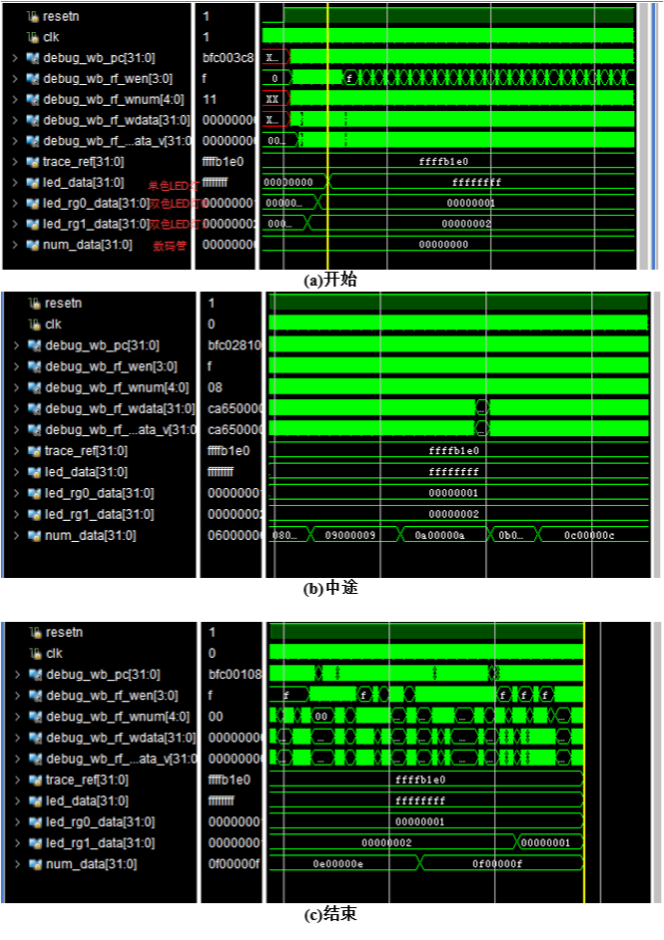 resetn 1
clk 1
debug_wb_pc[31:0] bfc003c8 X...
debug_wb_rf_wen[3:0] f 0 f
debug_wb_rf_wnum[4:0] 11 XX
debug_wb_rf_wdata[31:0] 00000000 X...
debug_wb_rf_...ata_v[31:0] 00000000 00...
trace_ref[31:0] ffffb1e0 ffffb1e0
led_data[31:0] 单色LED灯 ffffffff 00000000 ffffffff
led_rg0_data[31:0] 双色LED灯 0000000 00000... 00000001
led_rg1_data[31:0] 双色LED灯 0000000 000... 00000002
num_data[31:0] 数码管 0000000 00000000
(a)开始
resetn 1
clk 0
debug_wb_pc[31:0] bfc02810
debug_wb_rf_wen[3:0] f
debug_wb_rf_wnum[4:0] 08
debug_wb_rf_wdata[31:0] ca65000 ...
debug_wb_rf_...ata_v[31:0 ca65000 ...
trace_ref[31:0] ffffb1e0 ffffb1e0
led_data[31:0] ffffffff ffffffff
led_rg0_data[31:0] 0000000 00000001
led_rg1_data[31:0] 0000000 00000002
num_data[31:0] 0600000 080... 09000009 0a00000a 0b0... 0c00000c
(b)中途
resetn 1
clk 0
debug_wb_pc[31:0] bfc00108
debug_wb_rf_wen[3:0] f f f f f f
debug_wb_rf_wnum[4:0] 00 00 ... ... ... ...
debug_wb_rf_wdata[31:0] 0000000 ... ... ... ... ... ...
debug_wb_rf_...ata_v[31:0 0000000 ... ... ... ... ... ...
trace_ref[31:0] ffffb1e0 ffffb1e0
led_data[31:0] ffffffff ffffffff
led_rg0_data[31:0] 0000000 00000001
led_rg1_data[31:0] 0000000 00000002 00000001
num_data[31:0] 0f00000f 0e00000e 0f00000f
(c)结束